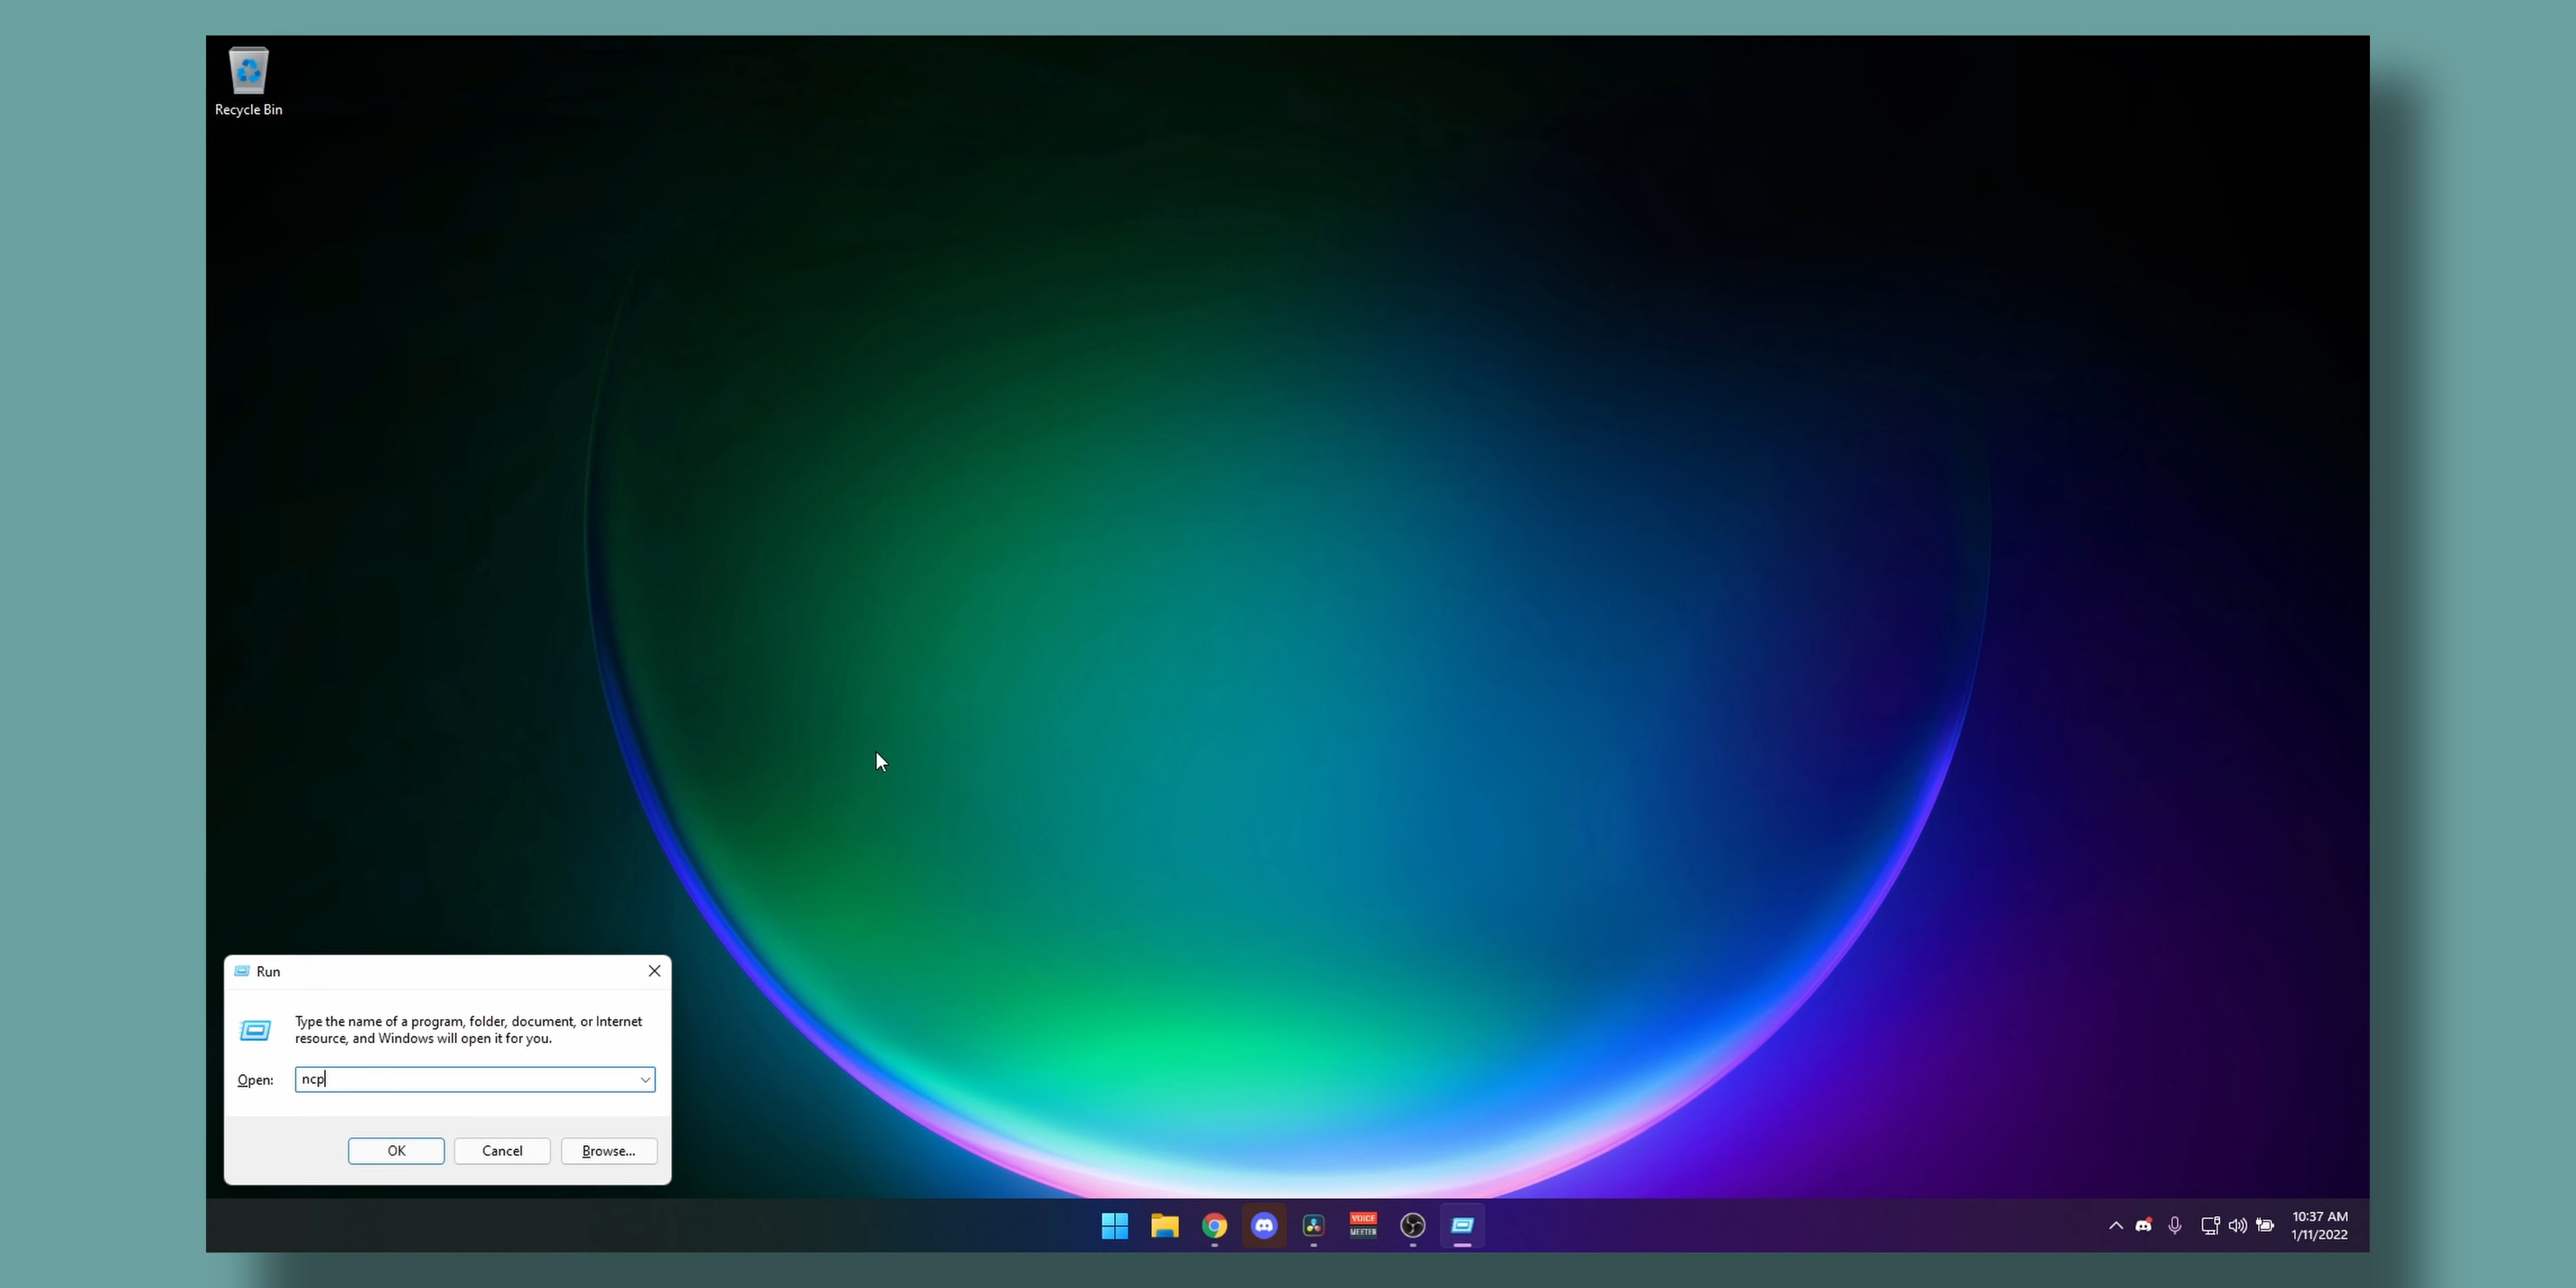 Recycle Bin
Run
Type the name of a program, folder, document, or Internet
resource, and Windows will open it for you.
Open: ncp
OK Cancel Browse...
VOICE
MEETER
10:37 AM
1/11/2022